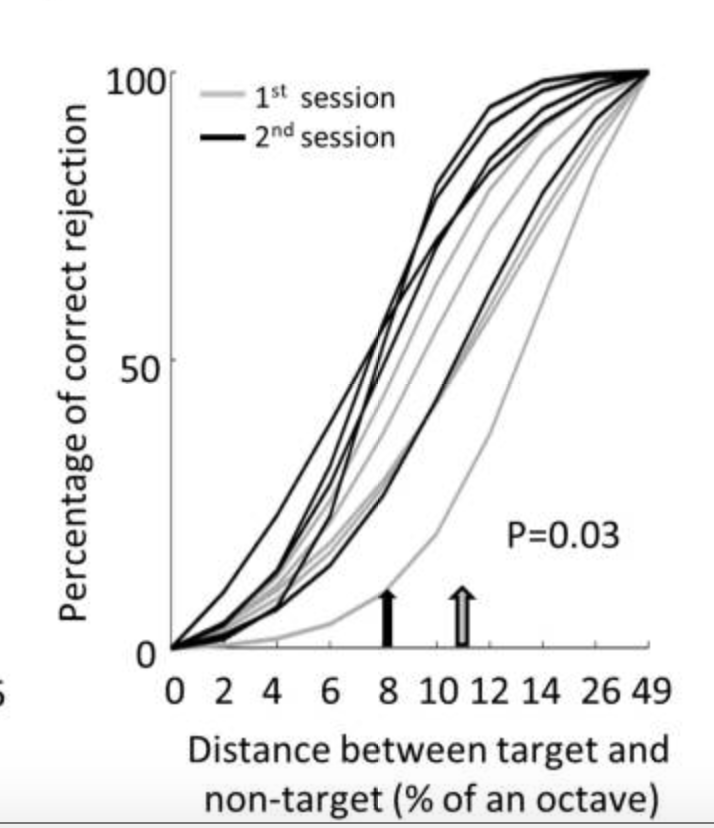 100
1st session
2nd session
Percentage of correct rejection
50
P=0.03
0
0 2 4 6 8 10 12 14 26 49
Distance between target and
non-target (% of an octave)